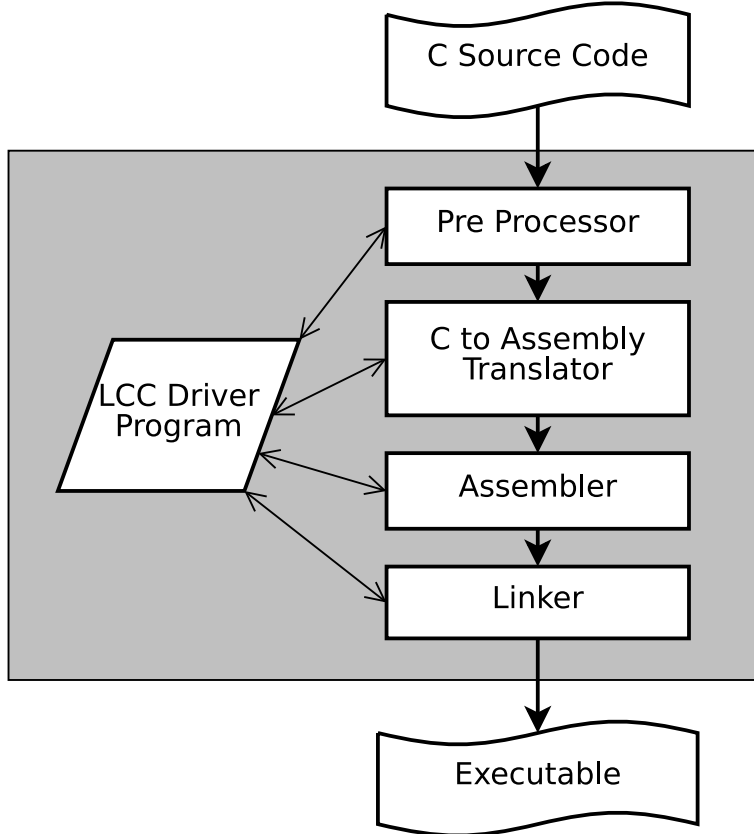 C Source Code
Pre Processor
C to Assembly
Translator
LCC Driver
Program
Assembler
Linker
Executable